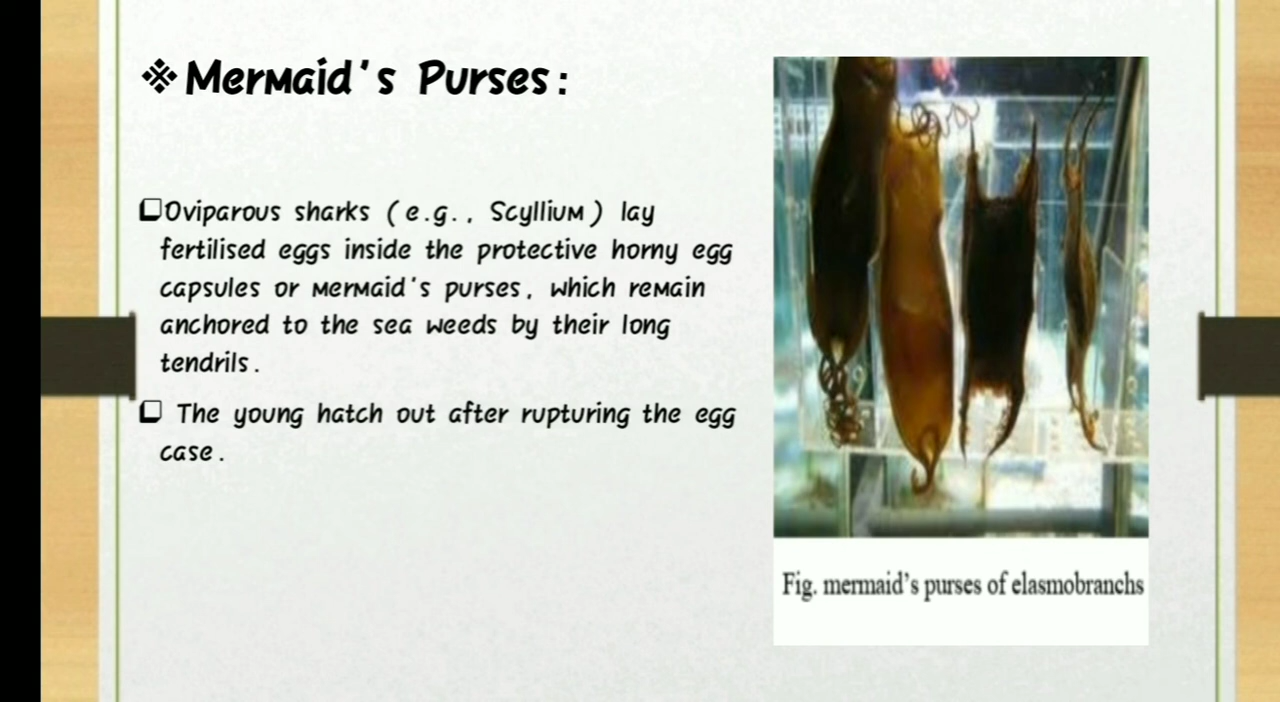 ❖Mermaid's Purses:
❑Oviparous sharks (e.g., Scyllium) lay
fertilised eggs inside the protective horny egg
capsules or mermaid's purses, which remain
anchored to the sea weeds by their long
tendrils.
❑ The young hatch out after rupturing the egg
case.
Fig. mermaid's purses of elasmobranchs